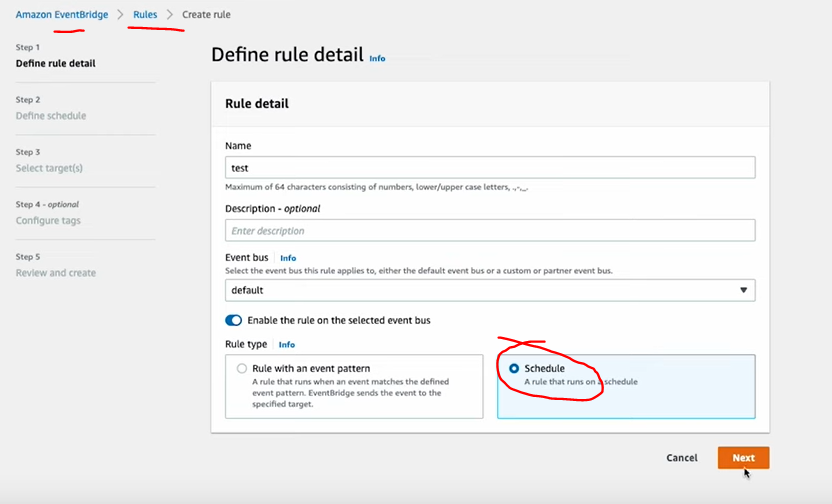 Amazon EventBridge > Rules > Create rule
Step 1
Define rule detail
Step 2
Define schedule
Step 3
Select target(s)
Step 4 - optional
Configure tags
Step 5
Review and create
Define rule detail Info
Rule detail
Name
test
Maximum of 64 characters consisting of numbers, lower/upper case letters, .,-,_.
Description - optional
Enter description
Event bus Info
Select the event bus this rule applies to, either the default event bus or a custom or partner event bus.
default
Enable the rule on the selected event bus
Rule type Info
Rule with an event pattern
A rule that runs when an event matches the defined
event pattern. EventBridge sends the event to the
specified target.
Schedule
A rule that runs on a schedule
Cancel
Next